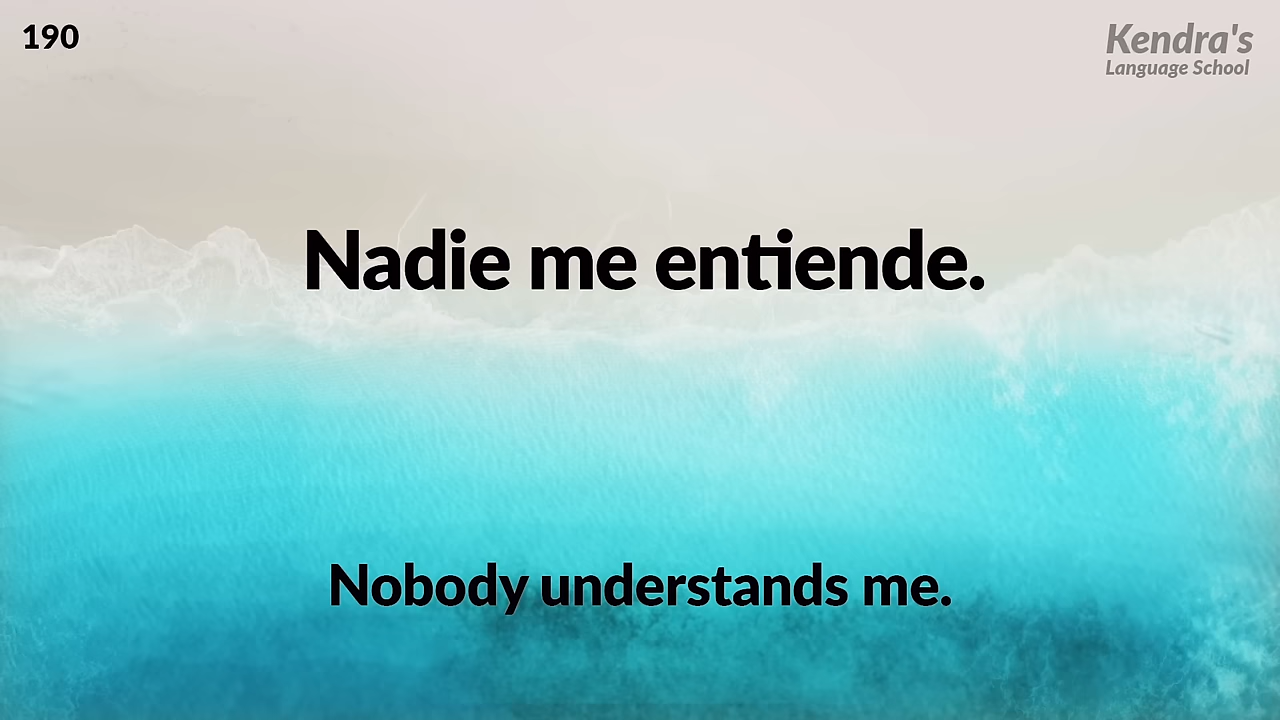 190
Kendra's
Language School
Nadie me entiende.
Nobody understands me.